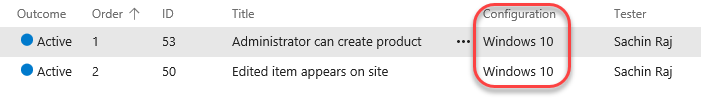 Outcome Order ↑ ID Title Configuration Tester
Active 1 53 Administrator can create product ••• Windows 10 Sachin Raj
Active 2 50 Edited item appears on site Windows 10 Sachin Raj